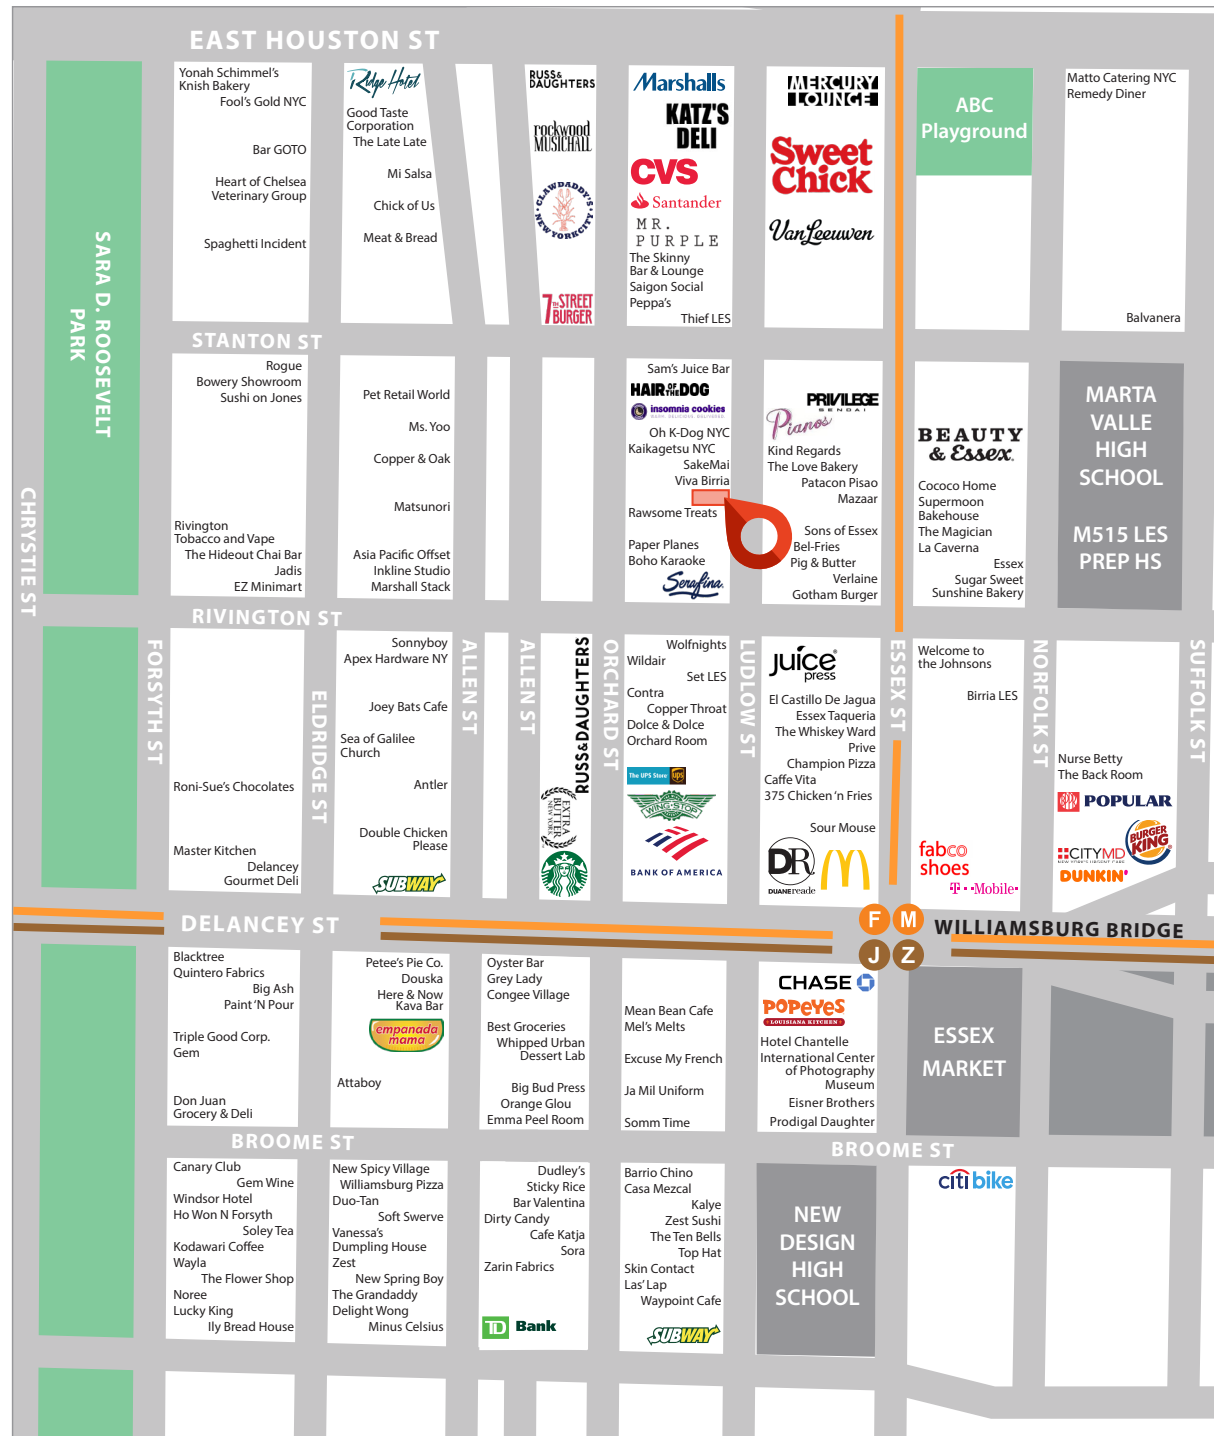 EAST HOUSTON ST
Yonah Schimmel's
Knish Bakery
Fool's Gold NYC
Bar GOTO
Heart of Chelsea
Veterinary Group
Spaghetti Incident
Ridge Hotel
Good Taste
Corporation
The Late Late
Mi Salsa
Chick of Us
Meat & Bread
RUSS&
DAUGHTERS
rockwood
MUSIC HALL
CLAWDADDY'S
NEW YORK CITY
7TH STREET
BURGER
Marshalls
KATZ'S
DELI
CVS
Santander
MR.
PURPLE
The Skinny
Bar & Lounge
Saigon Social
Peppa's
Thief LES
MERCURY
LOUNGE
Sweet
Chick
Van Leeuwen
ABC
Playground
Matto Catering NYC
Remedy Diner
Balvanera
SARA D. ROOSEVELT
PARK
STANTON ST
Rogue
Bowery Showroom
Sushi on Jones
Rivington
Tobacco and Vape
The Hideout Chai Bar
Jadis
EZ Minimart
Pet Retail World
Ms. Yoo
Copper & Oak
Matsunori
Asia Pacific Offset
Inkline Studio
Marshall Stack
Sam's Juice Bar
HAIR OF THE DOG
insomnia cookies
WARM. DELICIOUS. DELIVERED.
Oh K-Dog NYC
Kaikagetsu NYC
SakeMai
Viva Birria
Rawsome Treats
Paper Planes
Boho Karaoke
Serafina
PRIVILEGE
SENDAI
Pianos
Kind Regards
The Love Bakery
Patacon Pisao
Mazaar
Sons of Essex
Bel-Fries
Pig & Butter
Verlaine
Gotham Burger
BEAUTY
& Essex.
Cococo Home
Supermoon
Bakehouse
The Magician
La Caverna
Essex
Sugar Sweet
Sunshine Bakery
MARTA
VALLE
HIGH
SCHOOL
M515 LES
PREP HS
CHRYSTIE ST
RIVINGTON ST
FORSYTH ST
ELDRIDGE ST
ALLEN ST
ALLEN ST
ORCHARD ST
LUDLOW ST
ESSEX ST
NORFOLK ST
SUFFOLK ST
Roni-Sue's Chocolates
Master Kitchen
Delancey
Gourmet Deli
Sonnyboy
Apex Hardware NY
Joey Bats Cafe
Sea of Galilee
Church
Antler
Double Chicken
Please
SUBWAY
RUSS&DAUGHTERS
EXTRA
BUTTER
NEW YORK
Wolfnights
Wildair
Set LES
Contra
Copper Throat
Dolce & Dolce
Orchard Room
The UPS Store
ups
WING·STOP
BANK OF AMERICA
juice
press
El Castillo De Jagua
Essex Taqueria
The Whiskey Ward
Prive
Champion Pizza
Caffe Vita
375 Chicken 'n Fries
Sour Mouse
DR
DUANEreade
Welcome to
the Johnsons
Birria LES
fabco
shoes
T··Mobile·
Nurse Betty
The Back Room
POPULAR
CITYMD
NEW YORK'S URGENT CARE
BURGER
KING
DUNKIN'
DELANCEY ST
F M
J Z
WILLIAMSBURG BRIDGE
Blacktree
Quintero Fabrics
Big Ash
Paint 'N Pour
Triple Good Corp.
Gem
Don Juan
Grocery & Deli
Petee's Pie Co.
Douska
Here & Now
Kava Bar
empanada
mama
Attaboy
Oyster Bar
Grey Lady
Congee Village
Best Groceries
Whipped Urban
Dessert Lab
Big Bud Press
Orange Glou
Emma Peel Room
Mean Bean Cafe
Mel's Melts
Excuse My French
Ja Mil Uniform
Somm Time
CHASE
POPEYES
LOUISIANA KITCHEN
Hotel Chantelle
International Center
of Photography
Museum
Eisner Brothers
Prodigal Daughter
ESSEX
MARKET
BROOME ST
BROOME ST
Canary Club
Gem Wine
Windsor Hotel
Ho Won N Forsyth
Soley Tea
Kodawari Coffee
Wayla
The Flower Shop
Noree
Lucky King
Ily Bread House
New Spicy Village
Williamsburg Pizza
Duo-Tan
Soft Swerve
Vanessa's
Dumpling House
Zest
New Spring Boy
The Grandaddy
Delight Wong
Minus Celsius
Dudley's
Sticky Rice
Bar Valentina
Dirty Candy
Cafe Katja
Sora
Zarin Fabrics
TD Bank
Barrio Chino
Casa Mezcal
Kalye
Zest Sushi
The Ten Bells
Top Hat
Skin Contact
Las' Lap
Waypoint Cafe
SUBWAY
NEW
DESIGN
HIGH
SCHOOL
citi bike